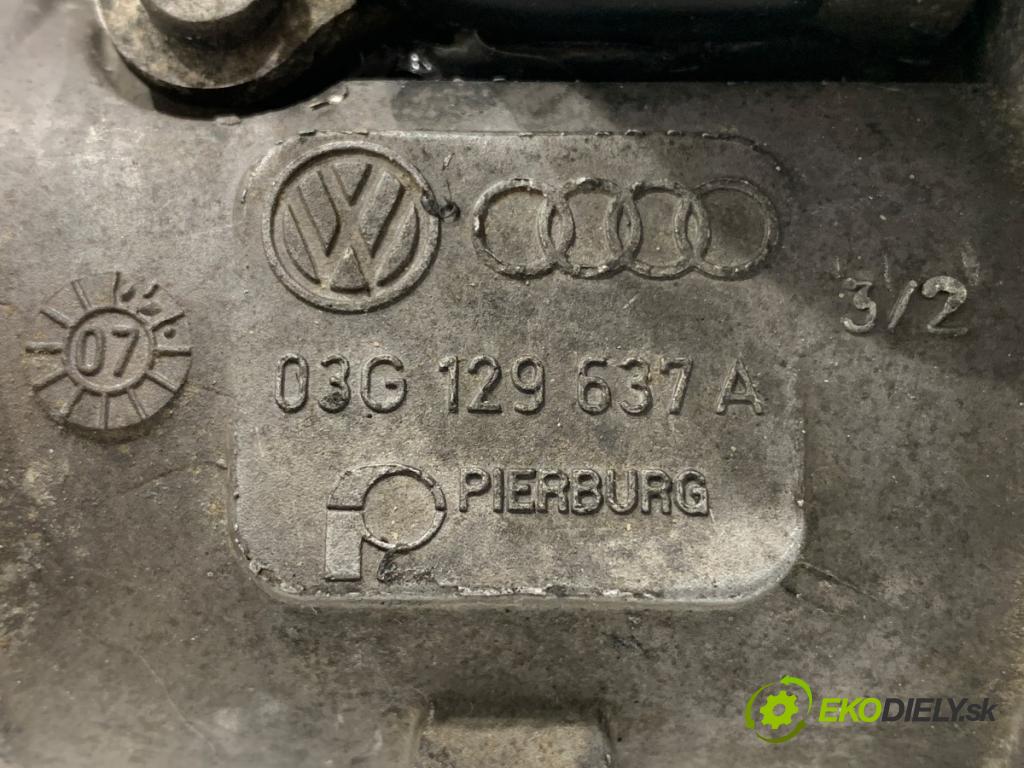 07
3/2
03G 129 637 A
PIERBURG
EKODIELY.sk